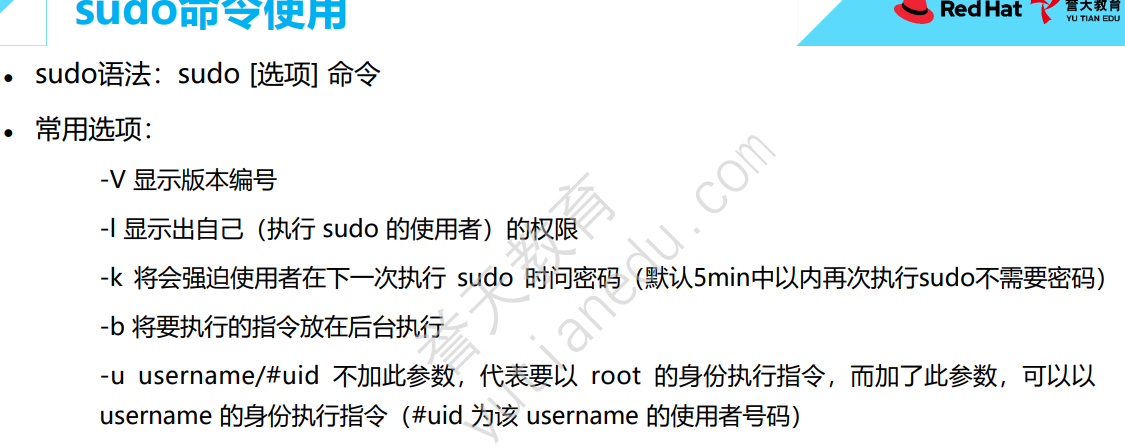 sudo命令使用
Red Hat
誉天教育
YU TIAN EDU
• sudo语法：sudo [选项] 命令
• 常用选项：
-V 显示版本编号
-l 显示出自己（执行 sudo 的使用者）的权限
-k 将会强迫使用者在下一次执行 sudo 时问密码（默认5min中以内再次执行sudo不需要密码）
-b 将要执行的指令放在后台执行
-u username/#uid 不加此参数，代表要以 root 的身份执行指令，而加了此参数，可以以
username 的身份执行指令（#uid 为该 username 的使用者号码）
誉天教育
yutianedu.com